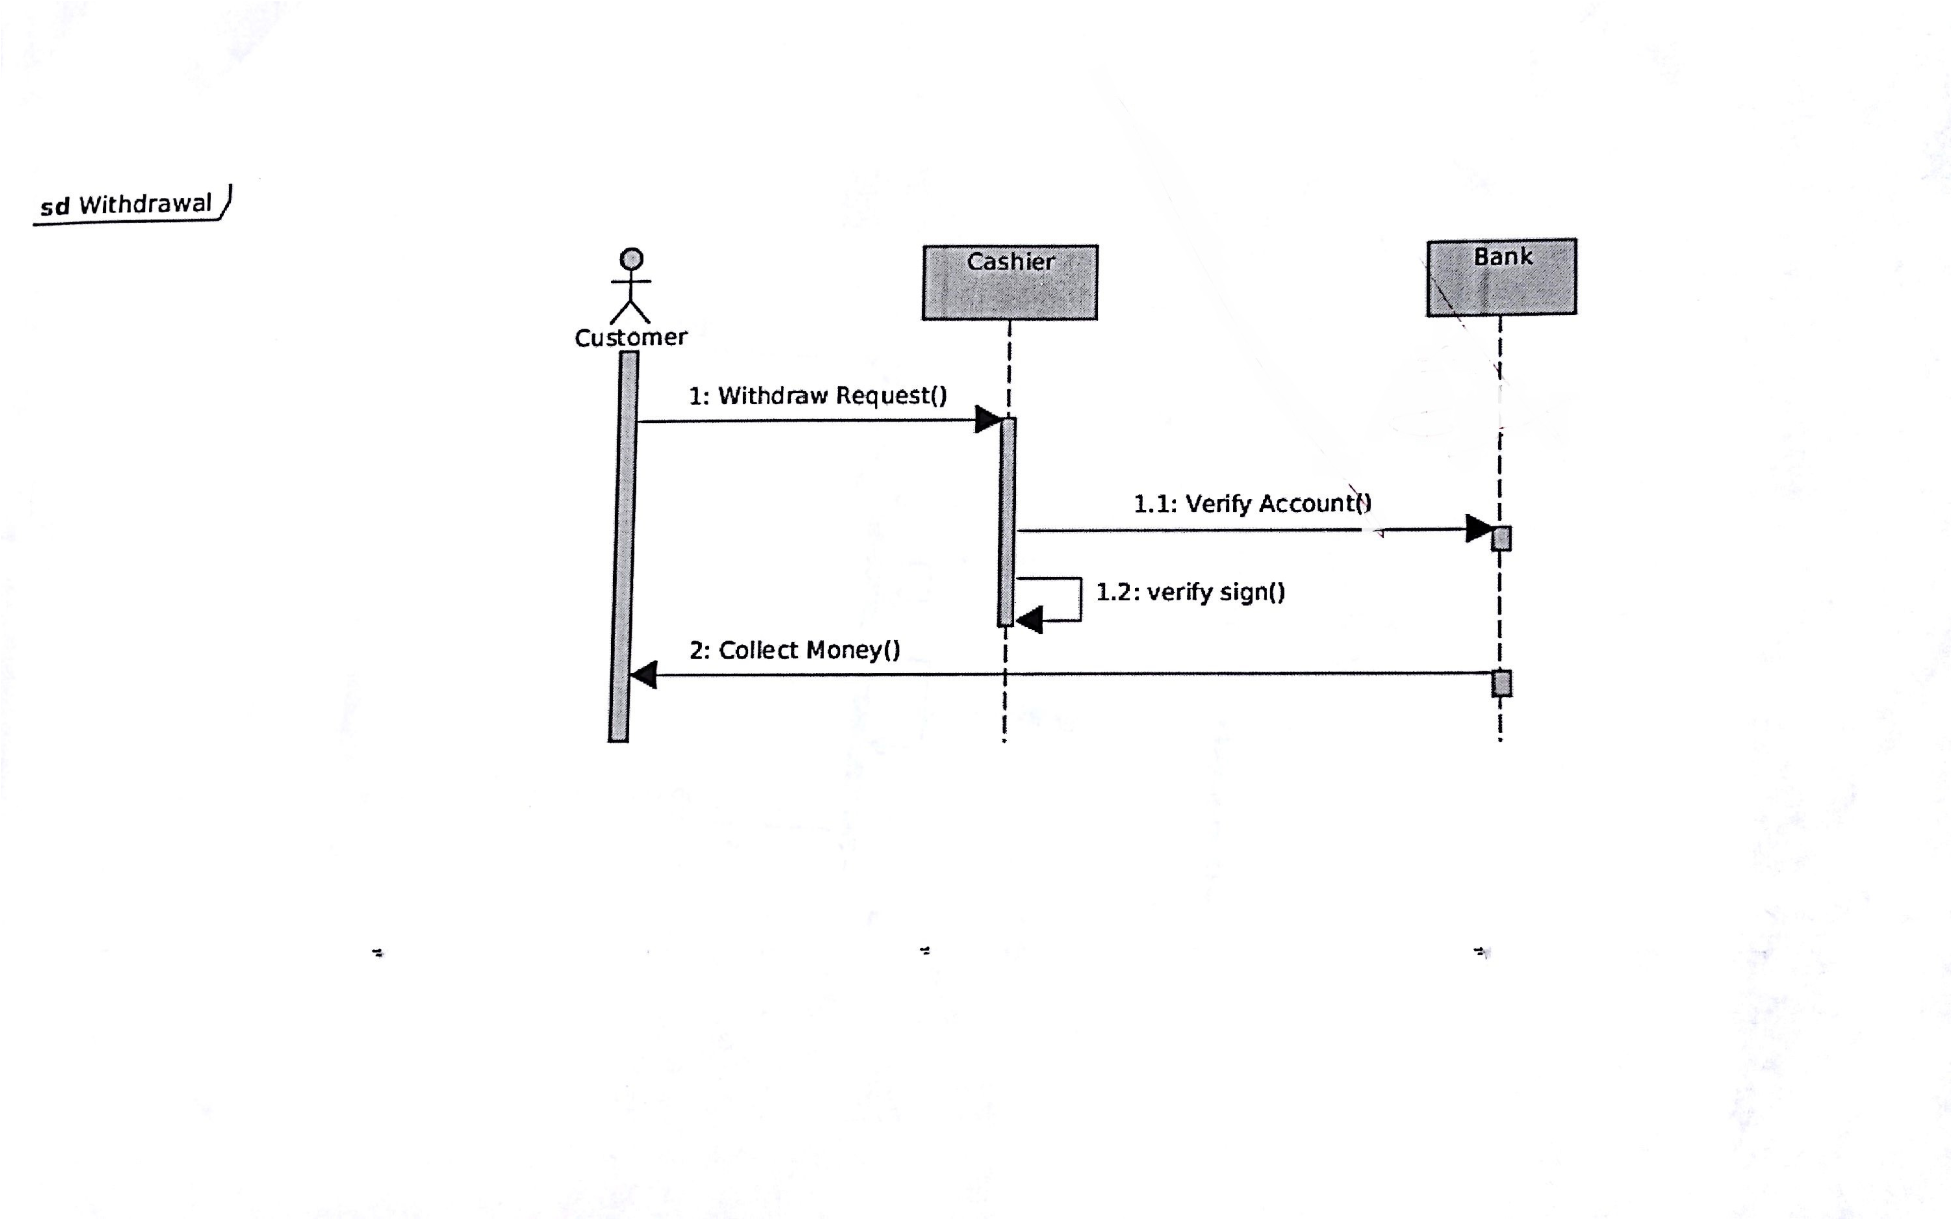 sd Withdrawal
Cashier
Bank
Customer
1: Withdraw Request()
1.1: Verify Account()
1.2: verify sign()
2: Collect Money()